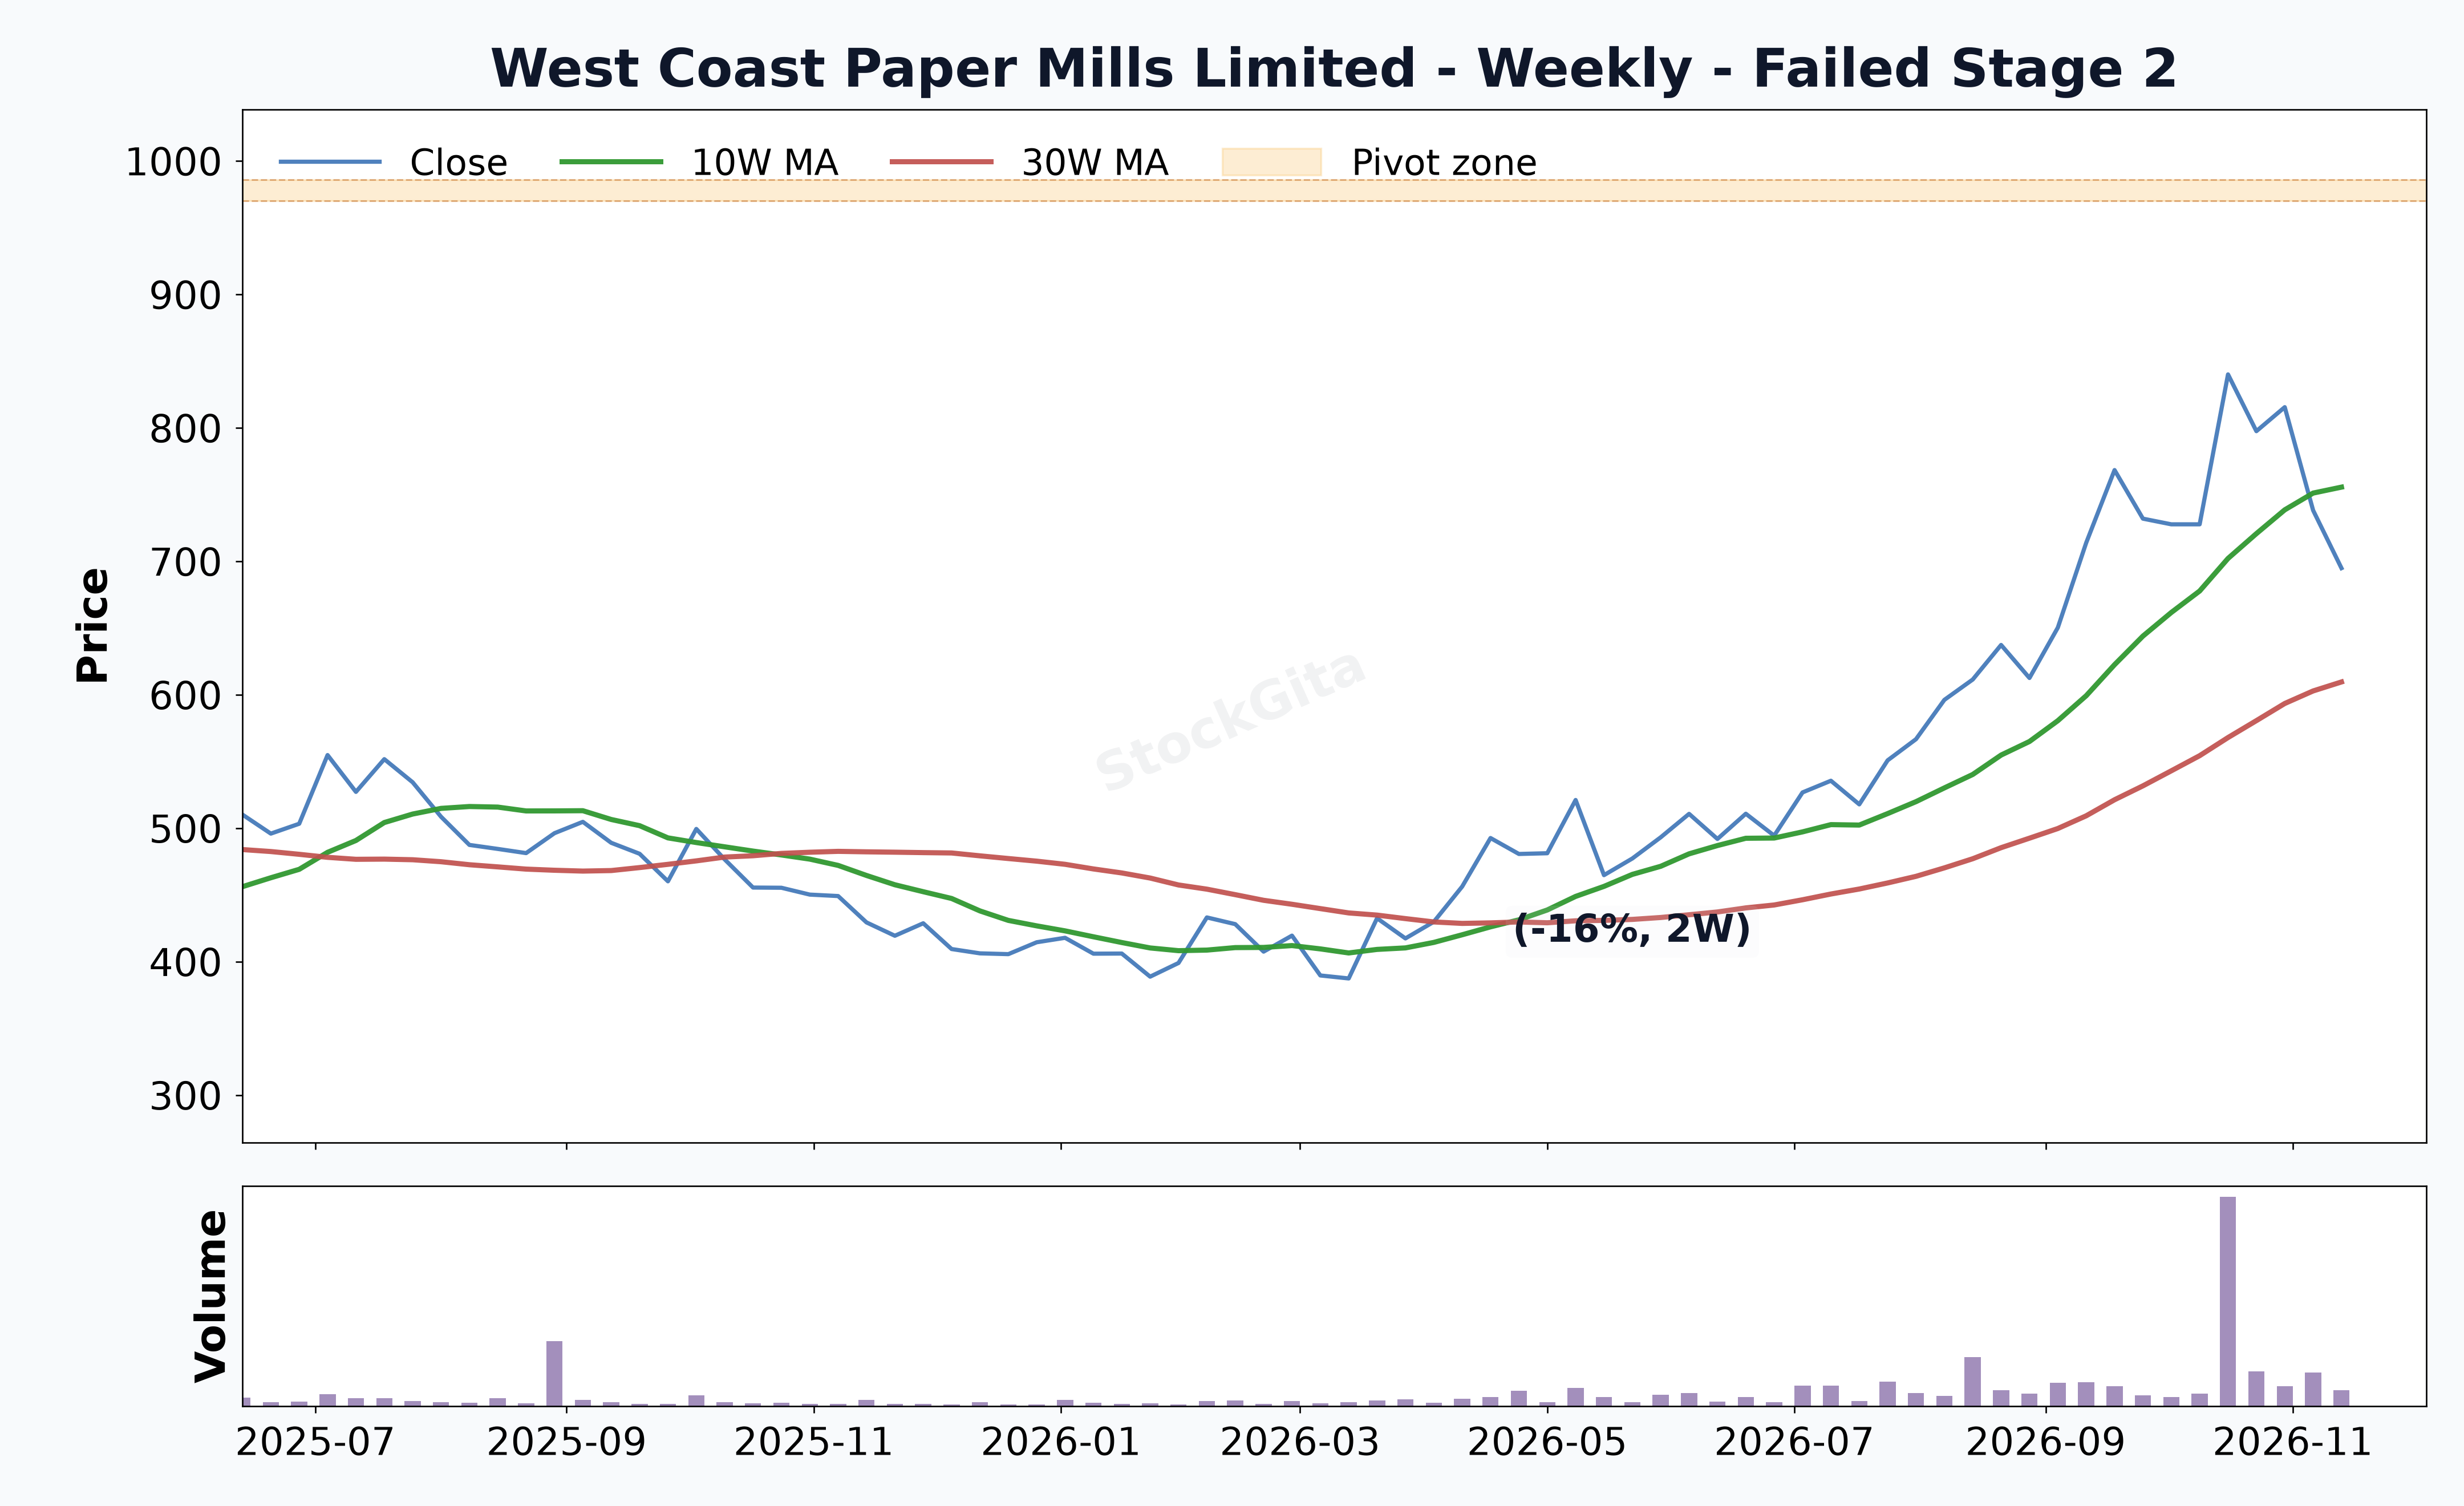 West Coast Paper Mills Limited - Weekly - Failed Stage 2
Close 10W MA 30W MA Pivot zone
1000
900
800
700
600
500
400
300
Price
StockGita
(-16%, 2W)
Volume
2025-07 2025-09 2025-11 2026-01 2026-03 2026-05 2026-07 2026-09 2026-11